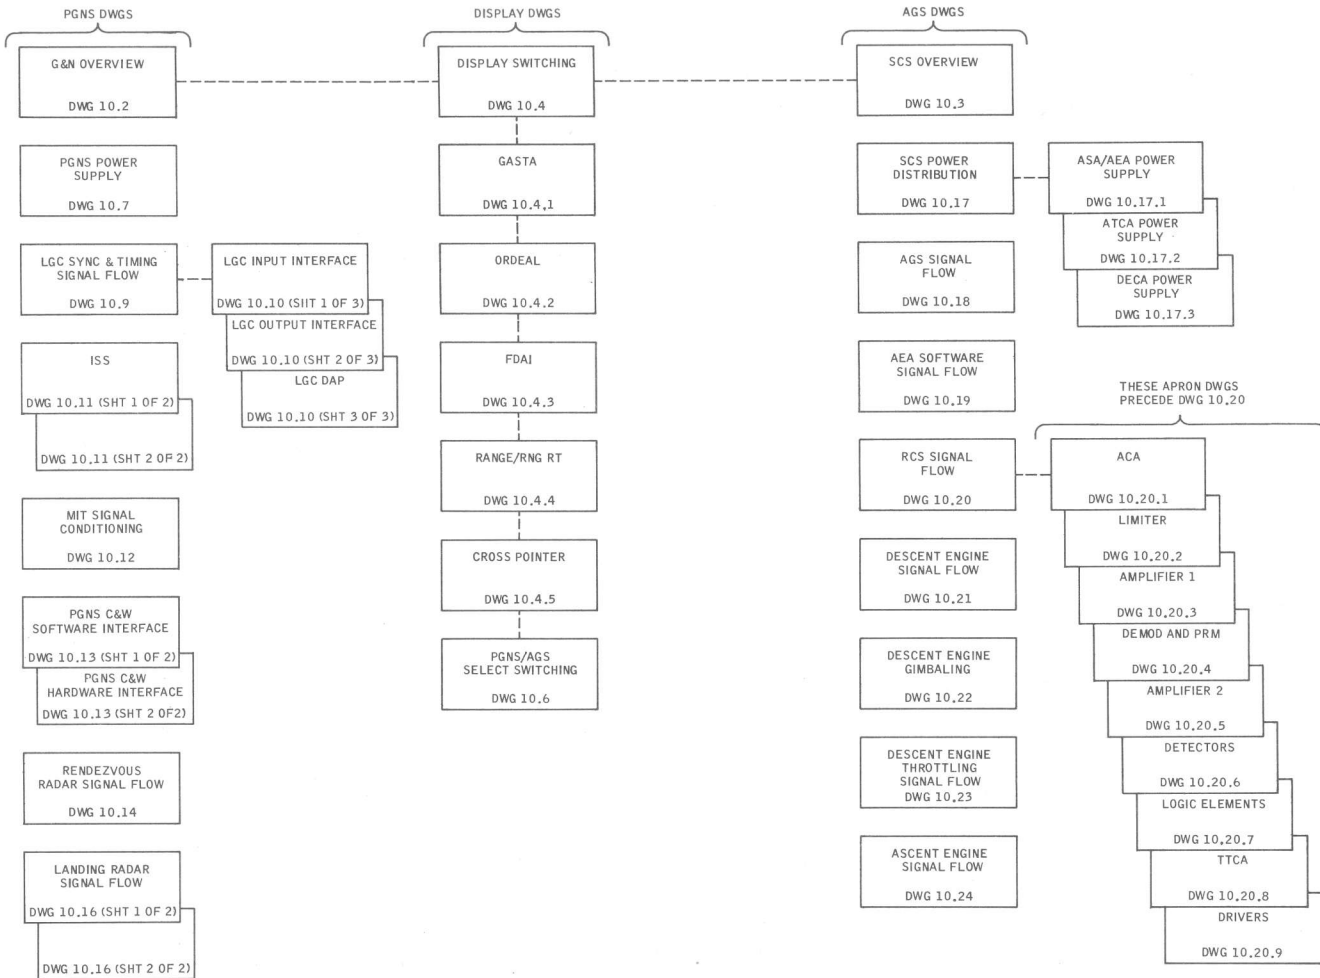 PGNS DWGS
G&N OVERVIEW
DWG 10.2
PGNS POWER
SUPPLY
DWG 10.7
LGC SYNC & TIMING
SIGNAL FLOW
DWG 10.9
LGC INPUT INTERFACE
DWG 10.10 (SHT 1 OF 3)
LGC OUTPUT INTERFACE
DWG 10.10 (SHT 2 OF 3)
LGC DAP
DWG 10.10 (SHT 3 OF 3)
ISS
DWG 10.11 (SHT 1 OF 2)
DWG 10.11 (SHT 2 OF 2)
MIT SIGNAL
CONDITIONING
DWG 10.12
PGNS C&W
SOFTWARE INTERFACE
DWG 10.13 (SHT 1 OF 2)
PGNS C&W
HARDWARE INTERFACE
DWG 10.13 (SHT 2 OF2)
RENDEZVOUS
RADAR SIGNAL FLOW
DWG 10.14
LANDING RADAR
SIGNAL FLOW
DWG 10.16 (SHT 1 OF 2)
DWG 10.16 (SHT 2 OF 2)
DISPLAY DWGS
DISPLAY SWITCHING
DWG 10.4
GASTA
DWG 10.4.1
ORDEAL
DWG 10.4.2
FDAI
DWG 10.4.3
RANGE/RNG RT
DWG 10.4.4
CROSS POINTER
DWG 10.4.5
PGNS/AGS
SELECT SWITCHING
DWG 10.6
AGS DWGS
SCS OVERVIEW
DWG 10.3
SCS POWER
DISTRIBUTION
DWG 10.17
ASA/AEA POWER
SUPPLY
DWG 10.17.1
ATCA POWER
SUPPLY
DWG 10.17.2
DECA POWER
SUPPLY
DWG 10.17.3
AGS SIGNAL
FLOW
DWG 10.18
AEA SOFTWARE
SIGNAL FLOW
DWG 10.19
RCS SIGNAL
FLOW
DWG 10.20
DESCENT ENGINE
SIGNAL FLOW
DWG 10.21
DESCENT ENGINE
GIMBALING
DWG 10.22
DESCENT ENGINE
THROTTLING
SIGNAL FLOW
DWG 10.23
ASCENT ENGINE
SIGNAL FLOW
DWG 10.24
THESE APRON DWGS
PRECEDE DWG 10.20
ACA
DWG 10.20.1
LIMITER
DWG 10.20.2
AMPLIFIER 1
DWG 10.20.3
DEMOD AND PRM
DWG 10.20.4
AMPLIFIER 2
DWG 10.20.5
DETECTORS
DWG 10.20.6
LOGIC ELEMENTS
DWG 10.20.7
TTCA
DWG 10.20.8
DRIVERS
DWG 10.20.9